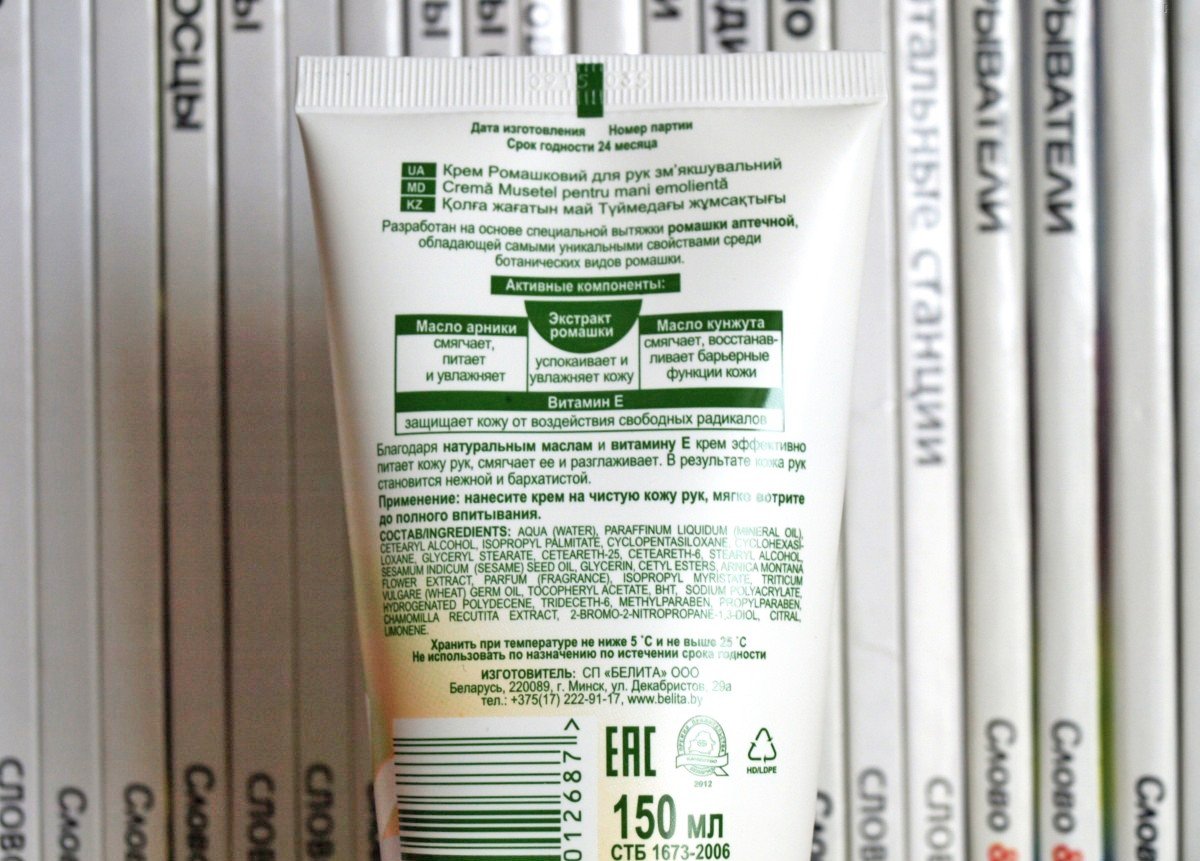 0915 039
Дата изготовления Номер партии
Срок годности 24 месяца
UA Крем Ромашковий для рук зм'якшувальний
MD Cremă Musetel pentru mani emolientă
KZ Қолға жағатын май Түймедағы жұмсақтығы
Разработан на основе специальной вытяжки ромашки аптечной,
обладающей самыми уникальными свойствами среди
ботанических видов ромашки.
Активные компоненты:
Масло арники
смягчает,
питает
и увлажняет
Экстракт
ромашки
успокаивает и
увлажняет кожу
Масло кунжута
смягчает, восстанав-
ливает барьерные
функции кожи
Витамин Е
защищает кожу от воздействия свободных радикалов
Благодаря натуральным маслам и витамину Е крем эффективно
питает кожу рук, смягчает ее и разглаживает. В результате кожа рук
становится нежной и бархатистой.
Применение: нанесите крем на чистую кожу рук, мягко вотрите
до полного впитывания.
СОСТАВ/INGREDIENTS: AQUA (WATER), PARAFFINUM LIQUIDUM (MINERAL OIL),
CETEARYL ALCOHOL, ISOPROPYL PALMITATE, CYCLOPENTASILOXANE, CYCLOHEXASI-
LOXANE, GLYCERYL STEARATE, CETEARETH-25, CETEARETH-6, STEARYL ALCOHOL,
SESAMUM INDICUM (SESAME) SEED OIL, GLYCERIN, CETYL ESTERS, ARNICA MONTANA
FLOWER EXTRACT, PARFUM (FRAGRANCE), ISOPROPYL MYRISTATE, TRITICUM
VULGARE (WHEAT) GERM OIL, TOCOPHERYL ACETATE, BHT, SODIUM POLYACRYLATE,
HYDROGENATED POLYDECENE, TRIDECETH-6, METHYLPARABEN, PROPYLPARABEN,
CHAMOMILLA RECUTITA EXTRACT, 2-BROMO-2-NITROPROPANE-1,3-DIOL, CITRAL,
LIMONENE.
Хранить при температуре не ниже 5 °С и не выше 25 °С
Не использовать по назначению по истечении срока годности
ИЗГОТОВИТЕЛЬ: СП «БЕЛИТА» ООО
Беларусь, 220089, г. Минск, ул. Декабристов, 29а
тел.: +375(17) 222-91-17, www.belita.by
012687 >
EAC
2012
HD/LDPE
150 мл
СТБ 1673-2006
тальные станции
РЫВАТЕЛИ
РЫВАТЕЛИ
ОССЦЫ
Слово &
Слово &
Слово
Слово